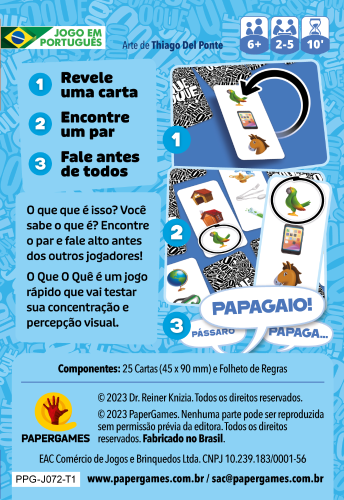 JOGO EM
PORTUGUÊS
Arte de Thiago Del Ponte
6+
2-5
10'
1 Revele
uma carta
2 Encontre
um par
3 Fale antes
de todos
O que que é isso? Você
sabe o que é? Encontre
o par e fale alto antes
dos outros jogadores!
O Que O Quê é um jogo
rápido que vai testar
sua concentração e
percepção visual.
1
2
3
PAPAGAIO!
PÁSSARO
PAPAGA...
Componentes: 25 Cartas (45 x 90 mm) e Folheto de Regras
PAPERGAMES
© 2023 Dr. Reiner Knizia. Todos os direitos reservados.
© 2023 PaperGames. Nenhuma parte pode ser reproduzida
sem permissão prévia da editora. Todos os direitos
reservados. Fabricado no Brasil.
EAC Comércio de Jogos e Brinquedos Ltda. CNPJ 10.239.183/0001-56
PPG-J072-T1
www.papergames.com.br / sac@papergames.com.br